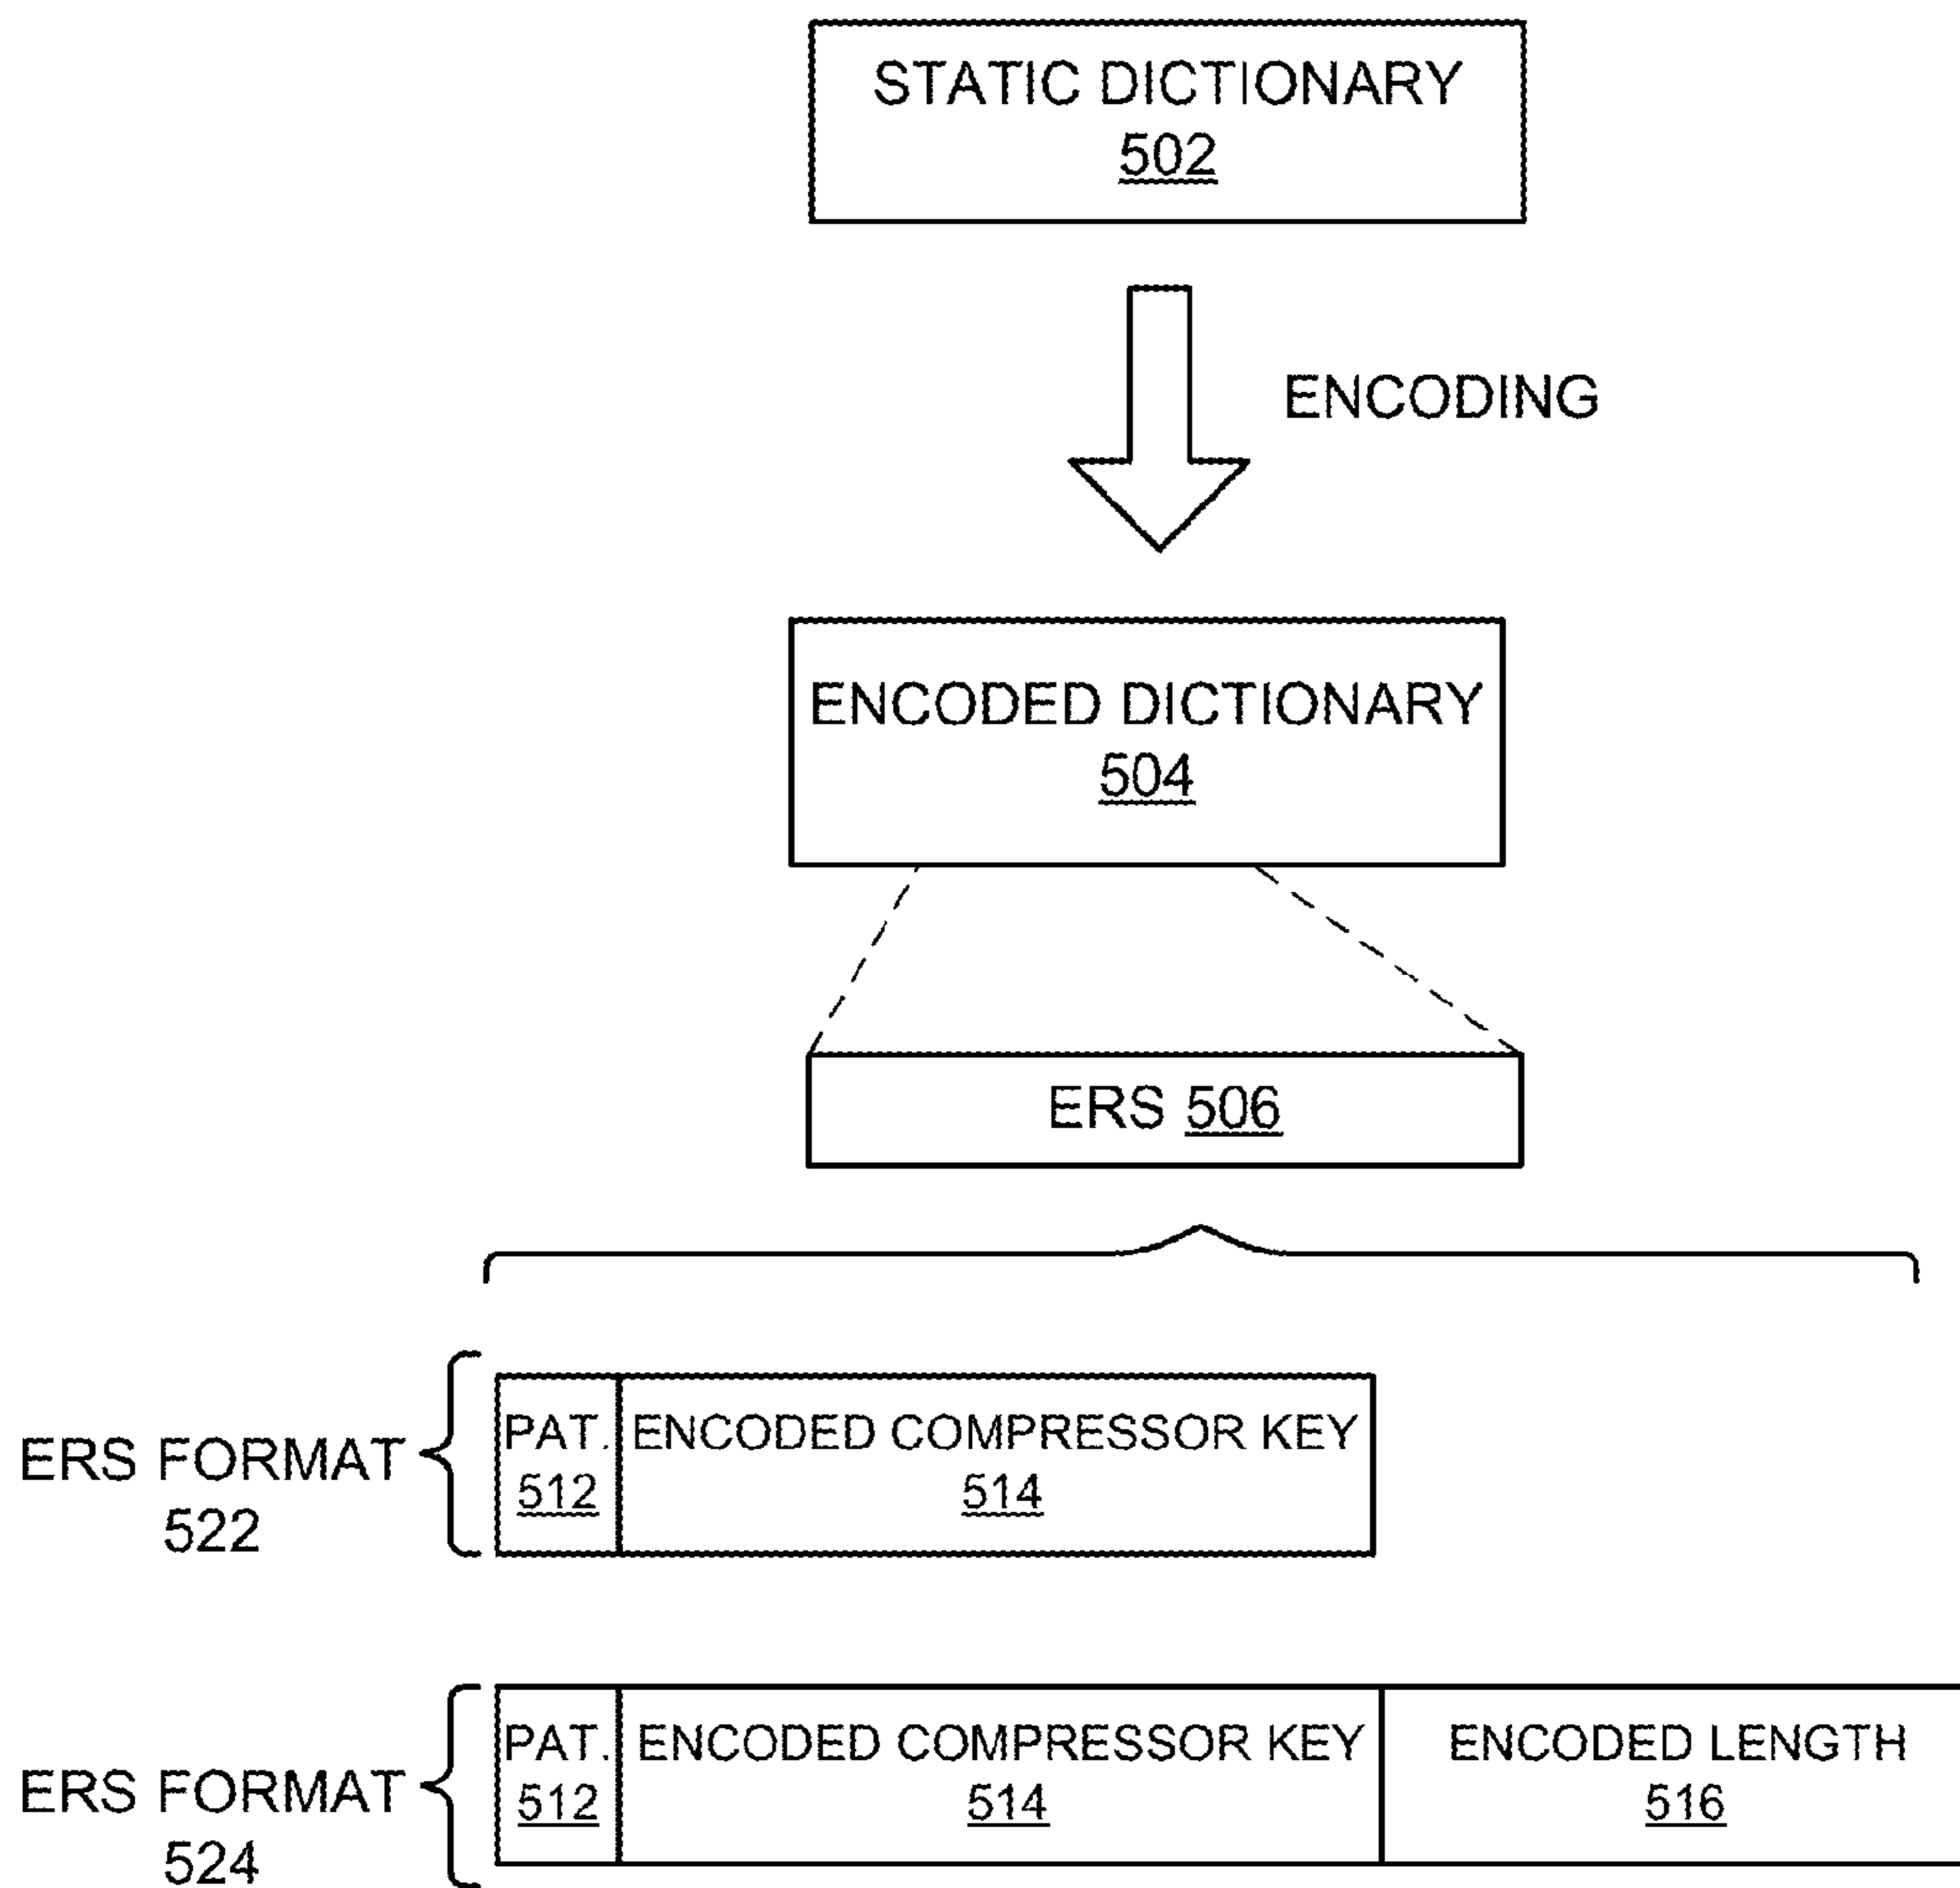 STATIC DICTIONARY
502
ENCODING
ENCODED DICTIONARY
504
ERS 506
ERS FORMAT
522
PAT.
512
ENCODED COMPRESSOR KEY
514
ERS FORMAT
524
PAT.
512
ENCODED COMPRESSOR KEY
514
ENCODED LENGTH
516